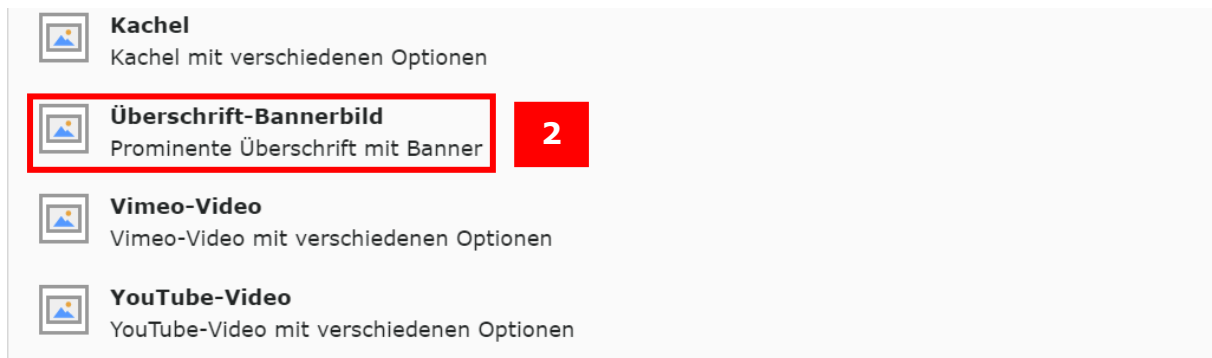 Kachel
Kachel mit verschiedenen Optionen
Überschrift-Bannerbild
Prominente Überschrift mit Banner
2
Vimeo-Video
Vimeo-Video mit verschiedenen Optionen
YouTube-Video
YouTube-Video mit verschiedenen Optionen